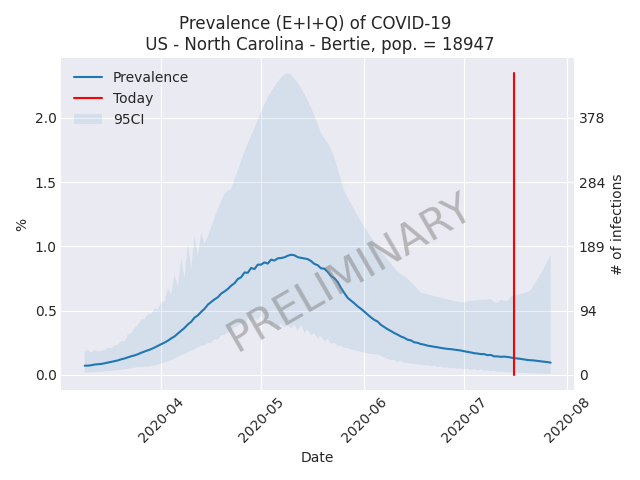 Prevalence (E+I+Q) of COVID-19
US - North Carolina - Bertie, pop. = 18947
Prevalence
Today
95CI
2.0
1.5
1.0
0.5
0.0
%
378
284
189
94
0
# of infections
PRELIMINARY
2020-04
2020-05
2020-06
2020-07
2020-08
Date